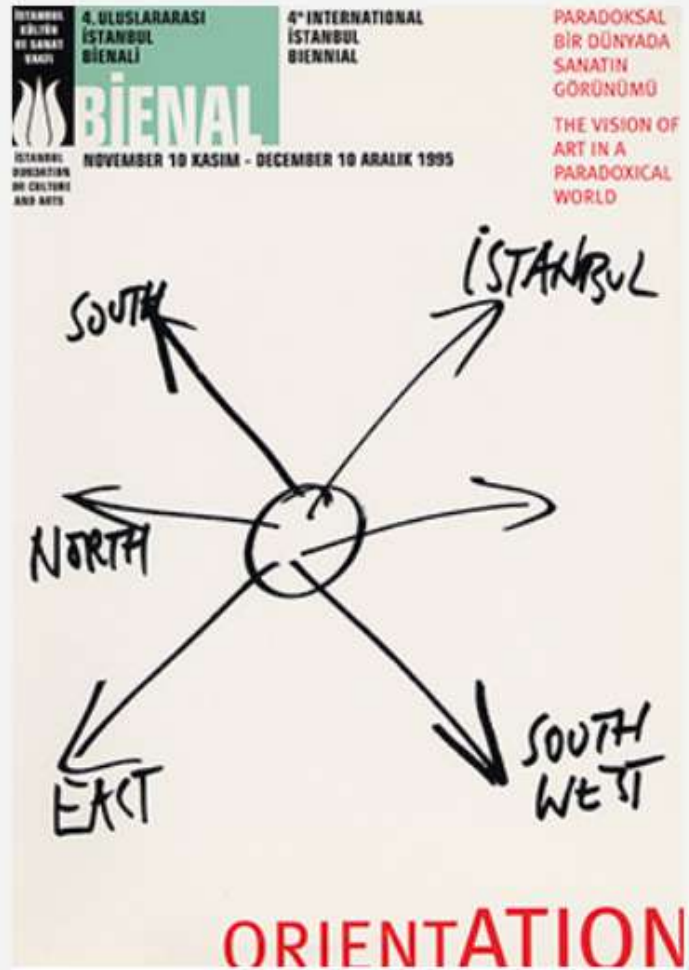 İSTANBUL
KÜLTÜR
VE SANAT
VAKFI
İSTANBUL
FOUNDATION
OR CULTURE
AND ARTS
4. ULUSLARARASI
İSTANBUL
BİENALİ
BİENAL
4th INTERNATIONAL
İSTANBUL
BIENNIAL
NOVEMBER 10 KASIM - DECEMBER 10 ARALIK 1995
PARADOKSAL
BİR DÜNYADA
SANATIN
GÖRÜNÜMÜ
THE VISION OF
ART IN A
PARADOXICAL
WORLD
SOUTH
İSTANBUL
NORTH
EAST
SOUTH
WEST
ORIENTATION